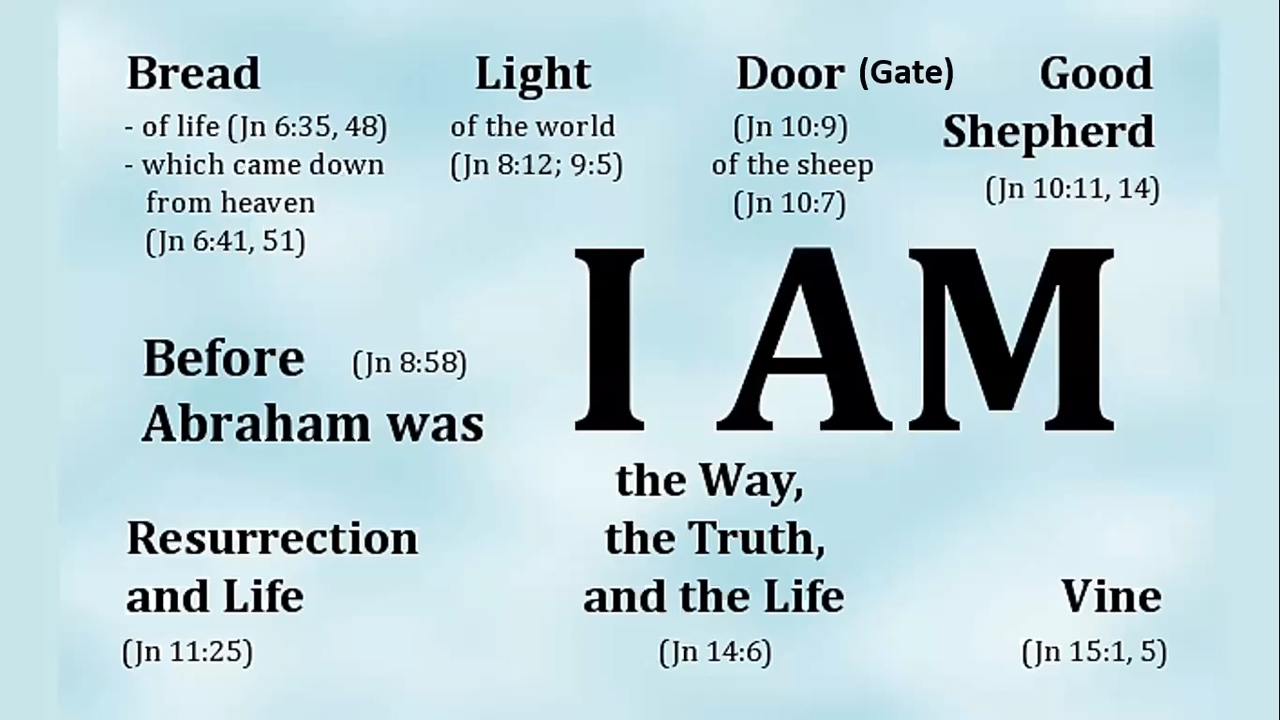 Bread
- of life (Jn 6:35, 48)
- which came down
from heaven
(Jn 6:41, 51)
Light
of the world
(Jn 8:12; 9:5)
Door (Gate)
(Jn 10:9)
of the sheep
(Jn 10:7)
Good
Shepherd
(Jn 10:11, 14)
Before (Jn 8:58)
Abraham was
I AM
the Way,
the Truth,
and the Life
(Jn 14:6)
Resurrection
and Life
(Jn 11:25)
Vine
(Jn 15:1, 5)